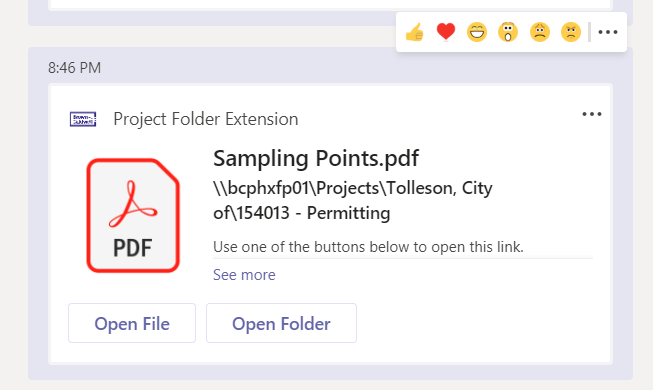 8:46 PM
Project Folder Extension
Sampling Points.pdf
\\bcphxfp01\Projects\Tolleson, City
of\154013 - Permitting
PDF
Use one of the buttons below to open this link.
See more
Open File
Open Folder